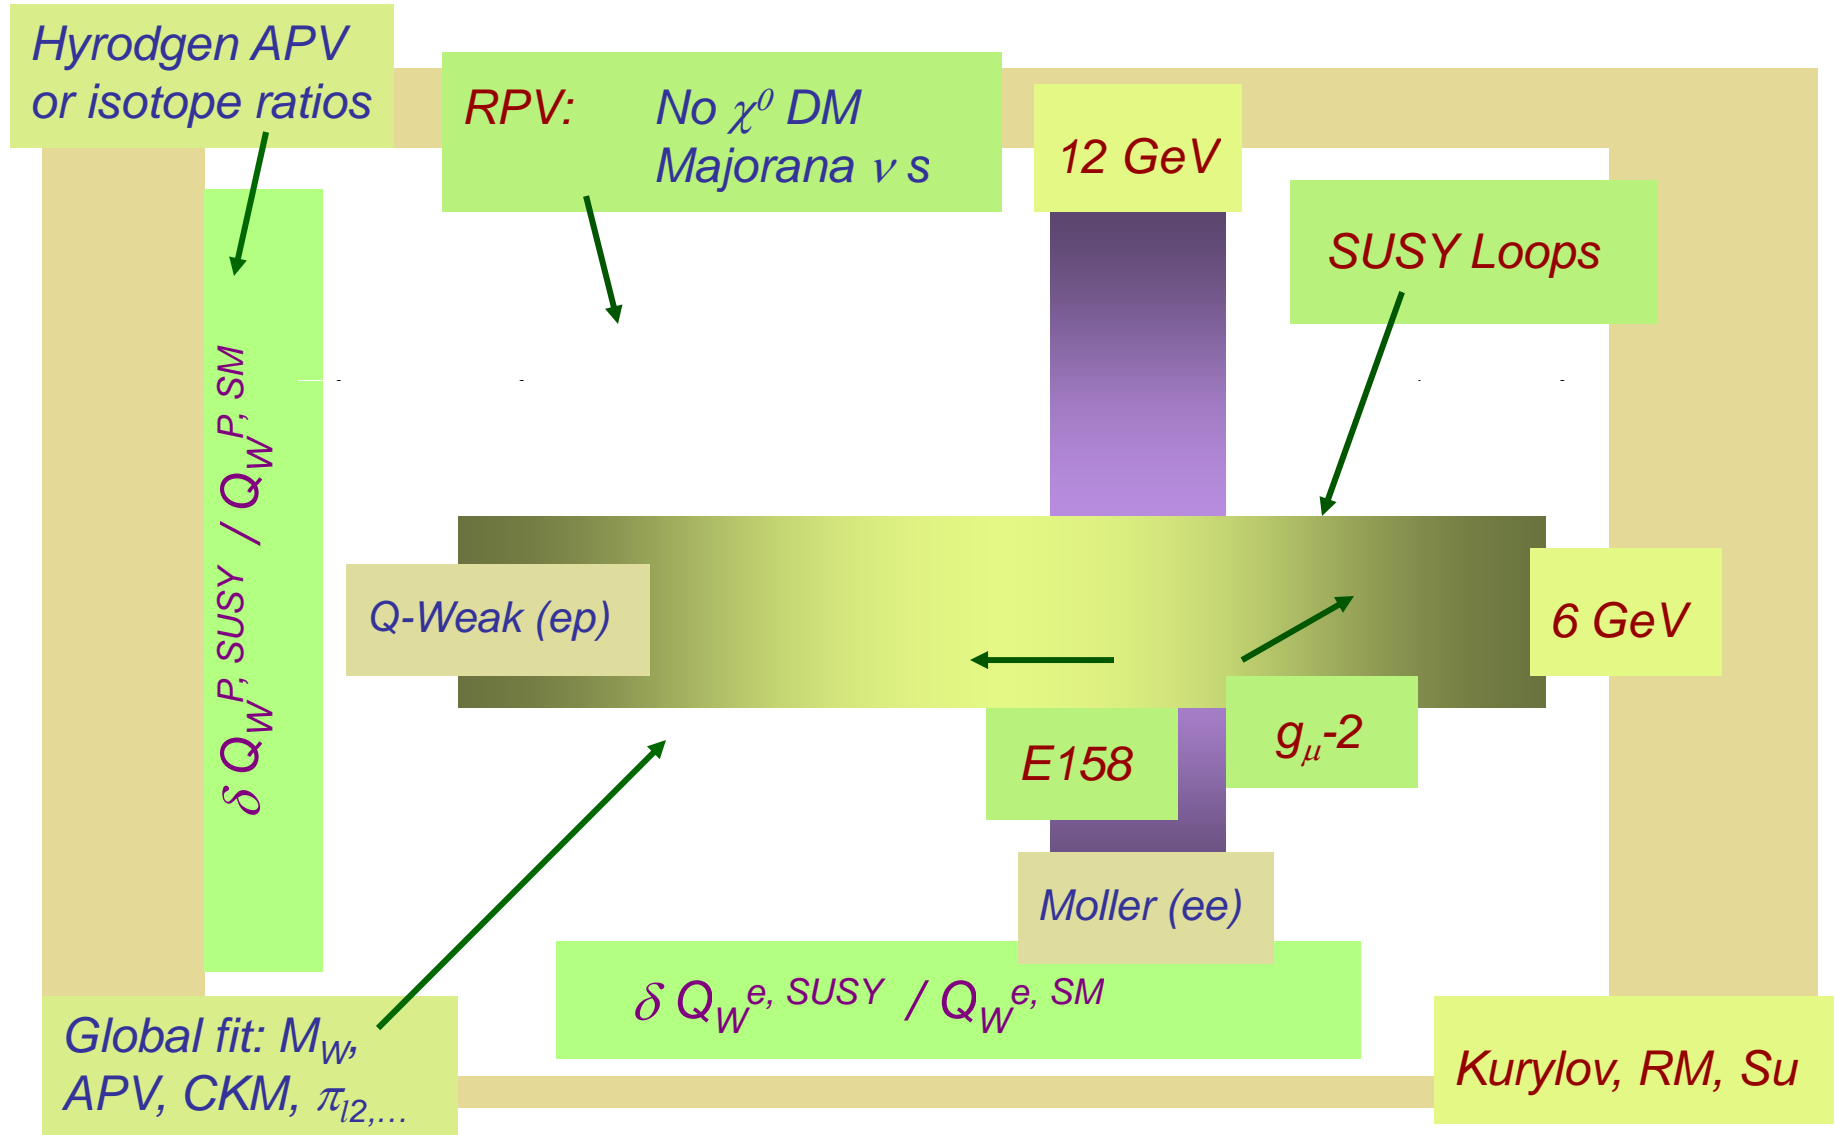 Hyrodgen APV
or isotope ratios
RPV: No χ⁰ DM
Majorana ν s
12 GeV
SUSY Loops
δ Q_W^P, SUSY / Q_W^P, SM
Q-Weak (ep)
6 GeV
E158
g_μ-2
Moller (ee)
δ Q_W^e, SUSY / Q_W^e, SM
Global fit: M_W,
APV, CKM, π_l2,…
Kurylov, RM, Su